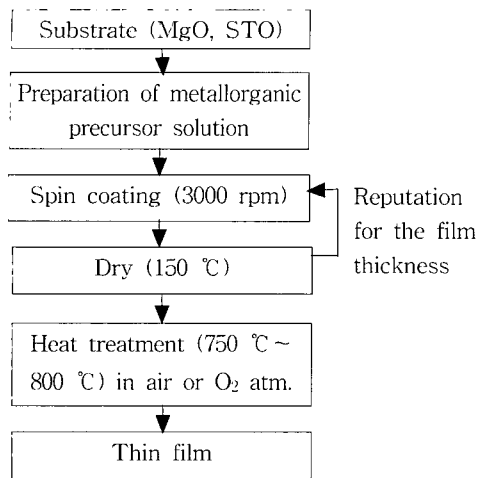 Substrate (MgO, STO)
Preparation of metallorganic
precursor solution
Spin coating (3000 rpm)
Reputation
for the film
thickness
Dry (150 ℃)
Heat treatment (750 ℃ ~
800 ℃) in air or O₂ atm.
Thin film